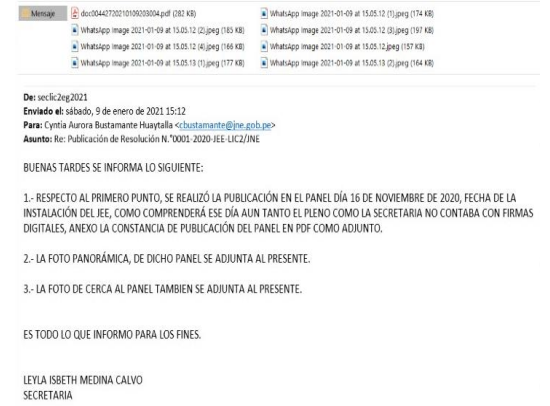 Mensaje doc00442720210109203004.pdf (282 KB) WhatsApp Image 2021-01-09 at 15.05.12 (1).jpeg (174 KB)
WhatsApp Image 2021-01-09 at 15.05.12 (2).jpeg (185 KB) WhatsApp Image 2021-01-09 at 15.05.12 (3).jpeg (197 KB)
WhatsApp Image 2021-01-09 at 15.05.12 (4).jpeg (166 KB) WhatsApp Image 2021-01-09 at 15.05.12.jpeg (157 KB)
WhatsApp Image 2021-01-09 at 15.05.13 (1).jpeg (177 KB) WhatsApp Image 2021-01-09 at 15.05.13 (2).jpeg (164 KB)
De: seclic2eg2021
Enviado el: sábado, 9 de enero de 2021 15:12
Para: Cyntia Aurora Bustamante Huaytalla <cbustamante@jne.gob.pe>
Asunto: Re: Publicación de Resolución N.°0001-2020-JEE-LIC2/JNE
BUENAS TARDES SE INFORMA LO SIGUIENTE:
1.- RESPECTO AL PRIMERO PUNTO, SE REALIZÓ LA PUBLICACIÓN EN EL PANEL DÍA 16 DE NOVIEMBRE DE 2020, FECHA DE LA
INSTALACIÓN DEL JEE, COMO COMPRENDERÁ ESE DÍA AUN TANTO EL PLENO COMO LA SECRETARIA NO CONTABA CON FIRMAS
DIGITALES, ANEXO LA CONSTANCIA DE PUBLICACIÓN DEL PANEL EN PDF COMO ADJUNTO.
2.- LA FOTO PANORÁMICA, DE DICHO PANEL SE ADJUNTA AL PRESENTE.
3.- LA FOTO DE CERCA AL PANEL TAMBIEN SE ADJUNTA AL PRESENTE.
ES TODO LO QUE INFORMO PARA LOS FINES.
LEYLA ISBETH MEDINA CALVO
SECRETARIA